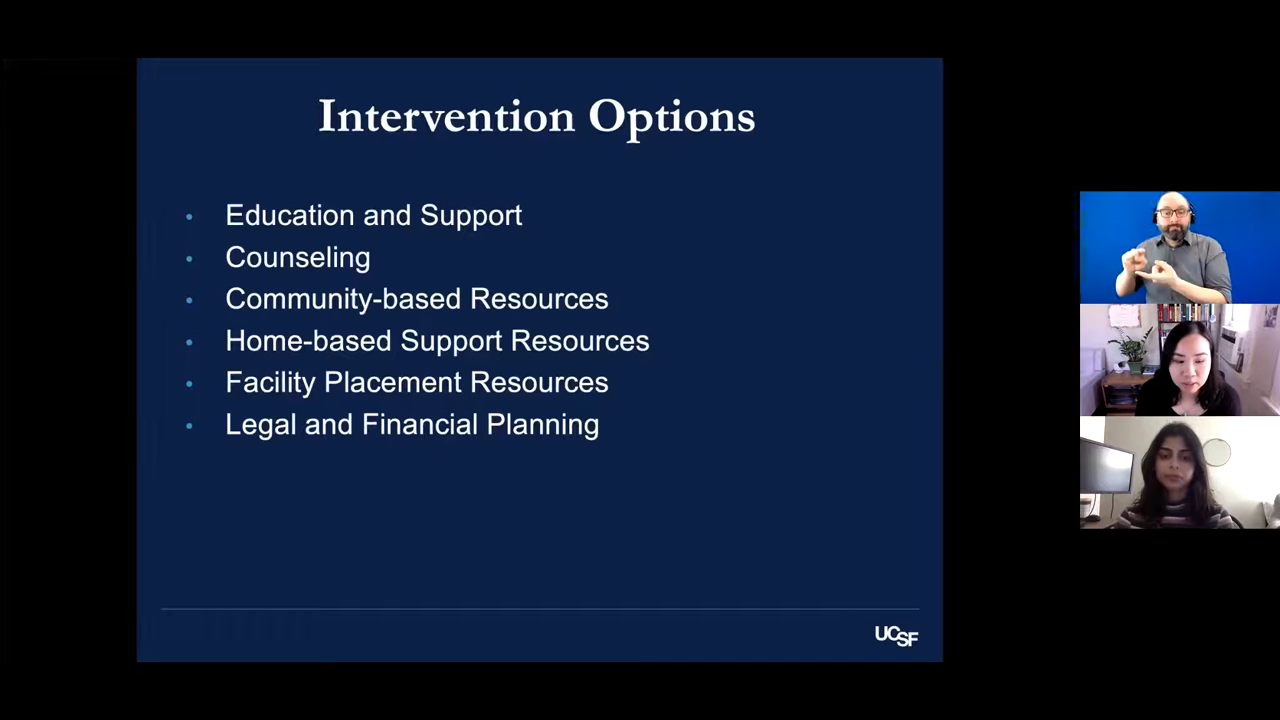 Intervention Options
Education and Support
Counseling
Community-based Resources
Home-based Support Resources
Facility Placement Resources
Legal and Financial Planning
UCSF